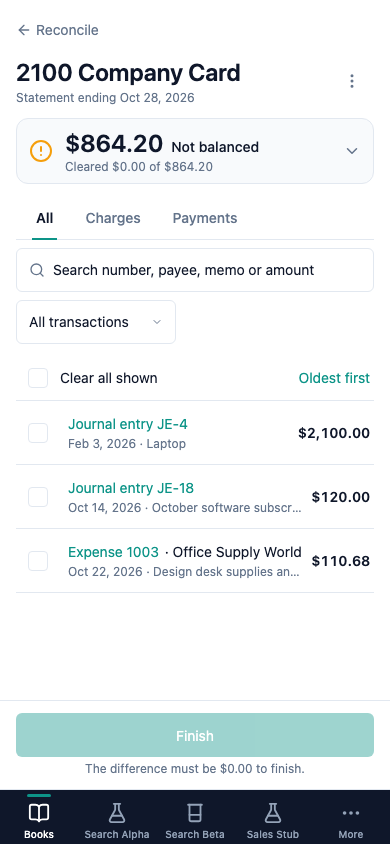 Reconcile
2100 Company Card
Statement ending Oct 28, 2026
$864.20 Not balanced
Cleared $0.00 of $864.20
All Charges Payments
Search number, payee, memo or amount
All transactions
Clear all shown Oldest first
Journal entry JE-4
$2,100.00
Feb 3, 2026 · Laptop
Journal entry JE-18
$120.00
Oct 14, 2026 · October software subscr...
Expense 1003 · Office Supply World
$110.68
Oct 22, 2026 · Design desk supplies an...
Finish
The difference must be $0.00 to finish.
Books Search Alpha Search Beta Sales Stub More